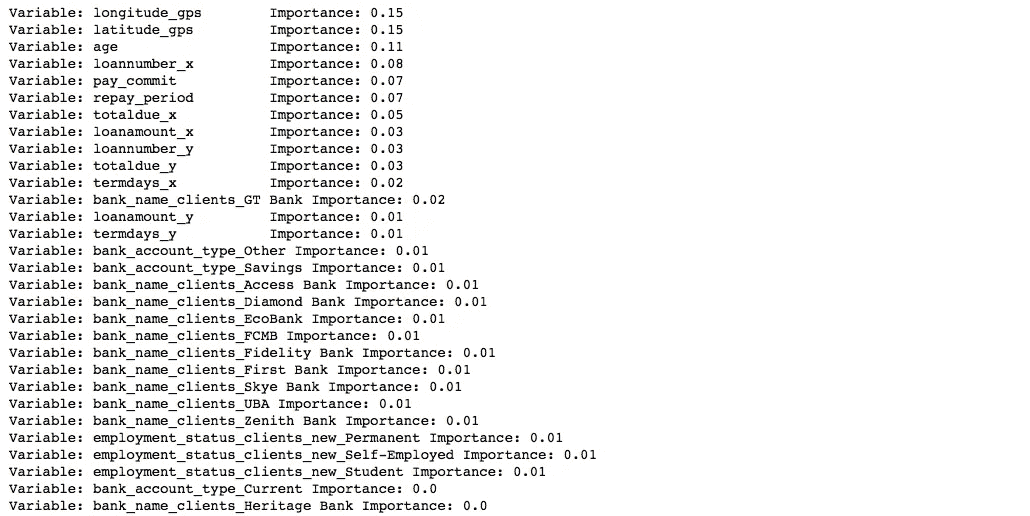 Variable: longitude_gps        Importance: 0.15
Variable: latitude_gps         Importance: 0.15
Variable: age                  Importance: 0.11
Variable: loannumber_x         Importance: 0.08
Variable: pay_commit           Importance: 0.07
Variable: repay_period         Importance: 0.07
Variable: totaldue_x           Importance: 0.05
Variable: loanamount_x         Importance: 0.03
Variable: loannumber_y         Importance: 0.03
Variable: totaldue_y           Importance: 0.03
Variable: termdays_x           Importance: 0.02
Variable: bank_name_clients_GT Bank Importance: 0.02
Variable: loanamount_y         Importance: 0.01
Variable: termdays_y           Importance: 0.01
Variable: bank_account_type_Other Importance: 0.01
Variable: bank_account_type_Savings Importance: 0.01
Variable: bank_name_clients_Access Bank Importance: 0.01
Variable: bank_name_clients_Diamond Bank Importance: 0.01
Variable: bank_name_clients_EcoBank Importance: 0.01
Variable: bank_name_clients_FCMB Importance: 0.01
Variable: bank_name_clients_Fidelity Bank Importance: 0.01
Variable: bank_name_clients_First Bank Importance: 0.01
Variable: bank_name_clients_Skye Bank Importance: 0.01
Variable: bank_name_clients_UBA Importance: 0.01
Variable: bank_name_clients_Zenith Bank Importance: 0.01
Variable: employment_status_clients_new_Permanent Importance: 0.01
Variable: employment_status_clients_new_Self-Employed Importance: 0.01
Variable: employment_status_clients_new_Student Importance: 0.01
Variable: bank_account_type_Current Importance: 0.0
Variable: bank_name_clients_Heritage Bank Importance: 0.0